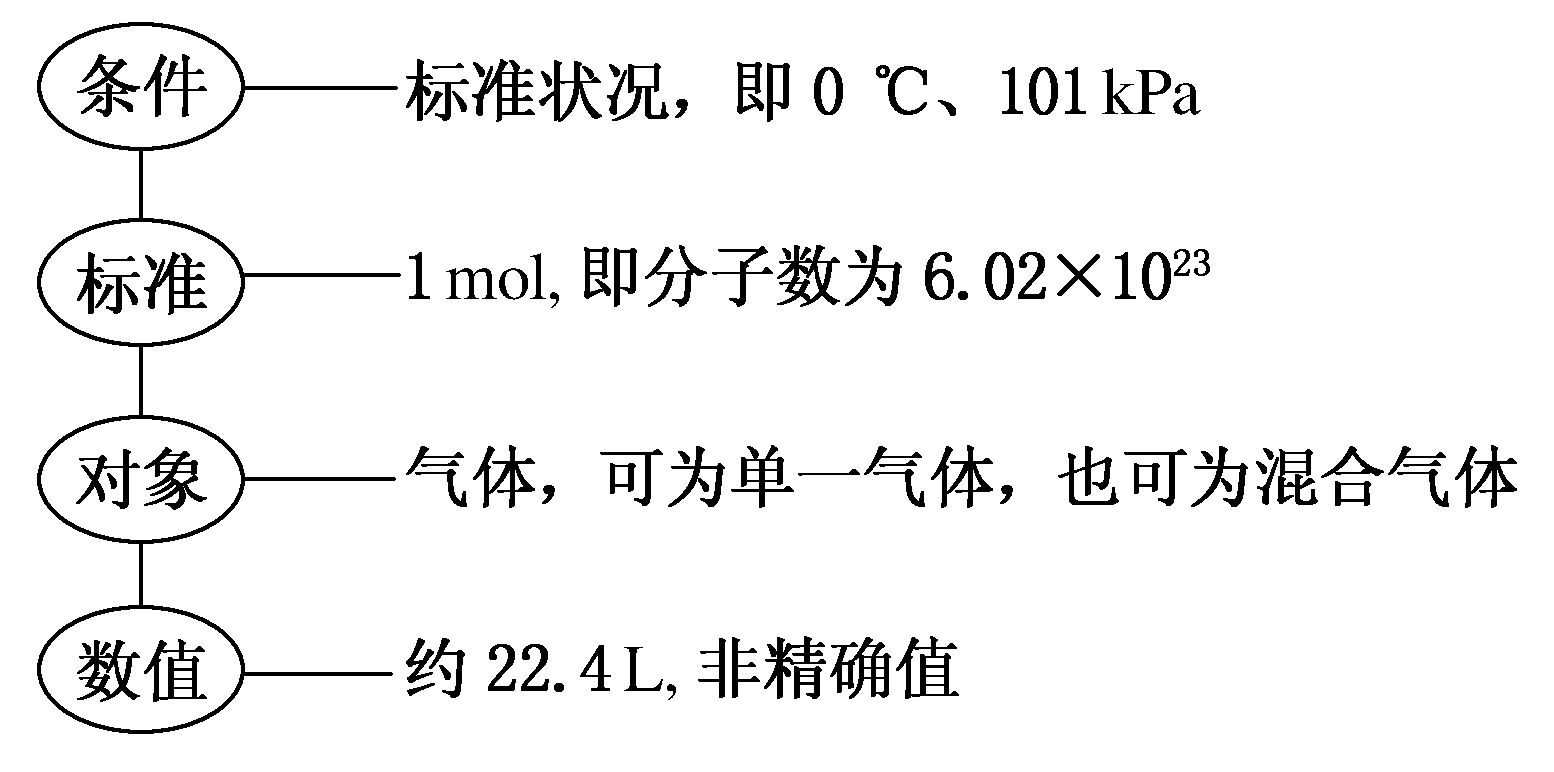 条件 标准状况，即0 ℃、101 kPa
标准 1 mol, 即分子数为 6.02×10²³
对象 气体，可为单一气体，也可为混合气体
数值 约 22.4 L, 非精确值